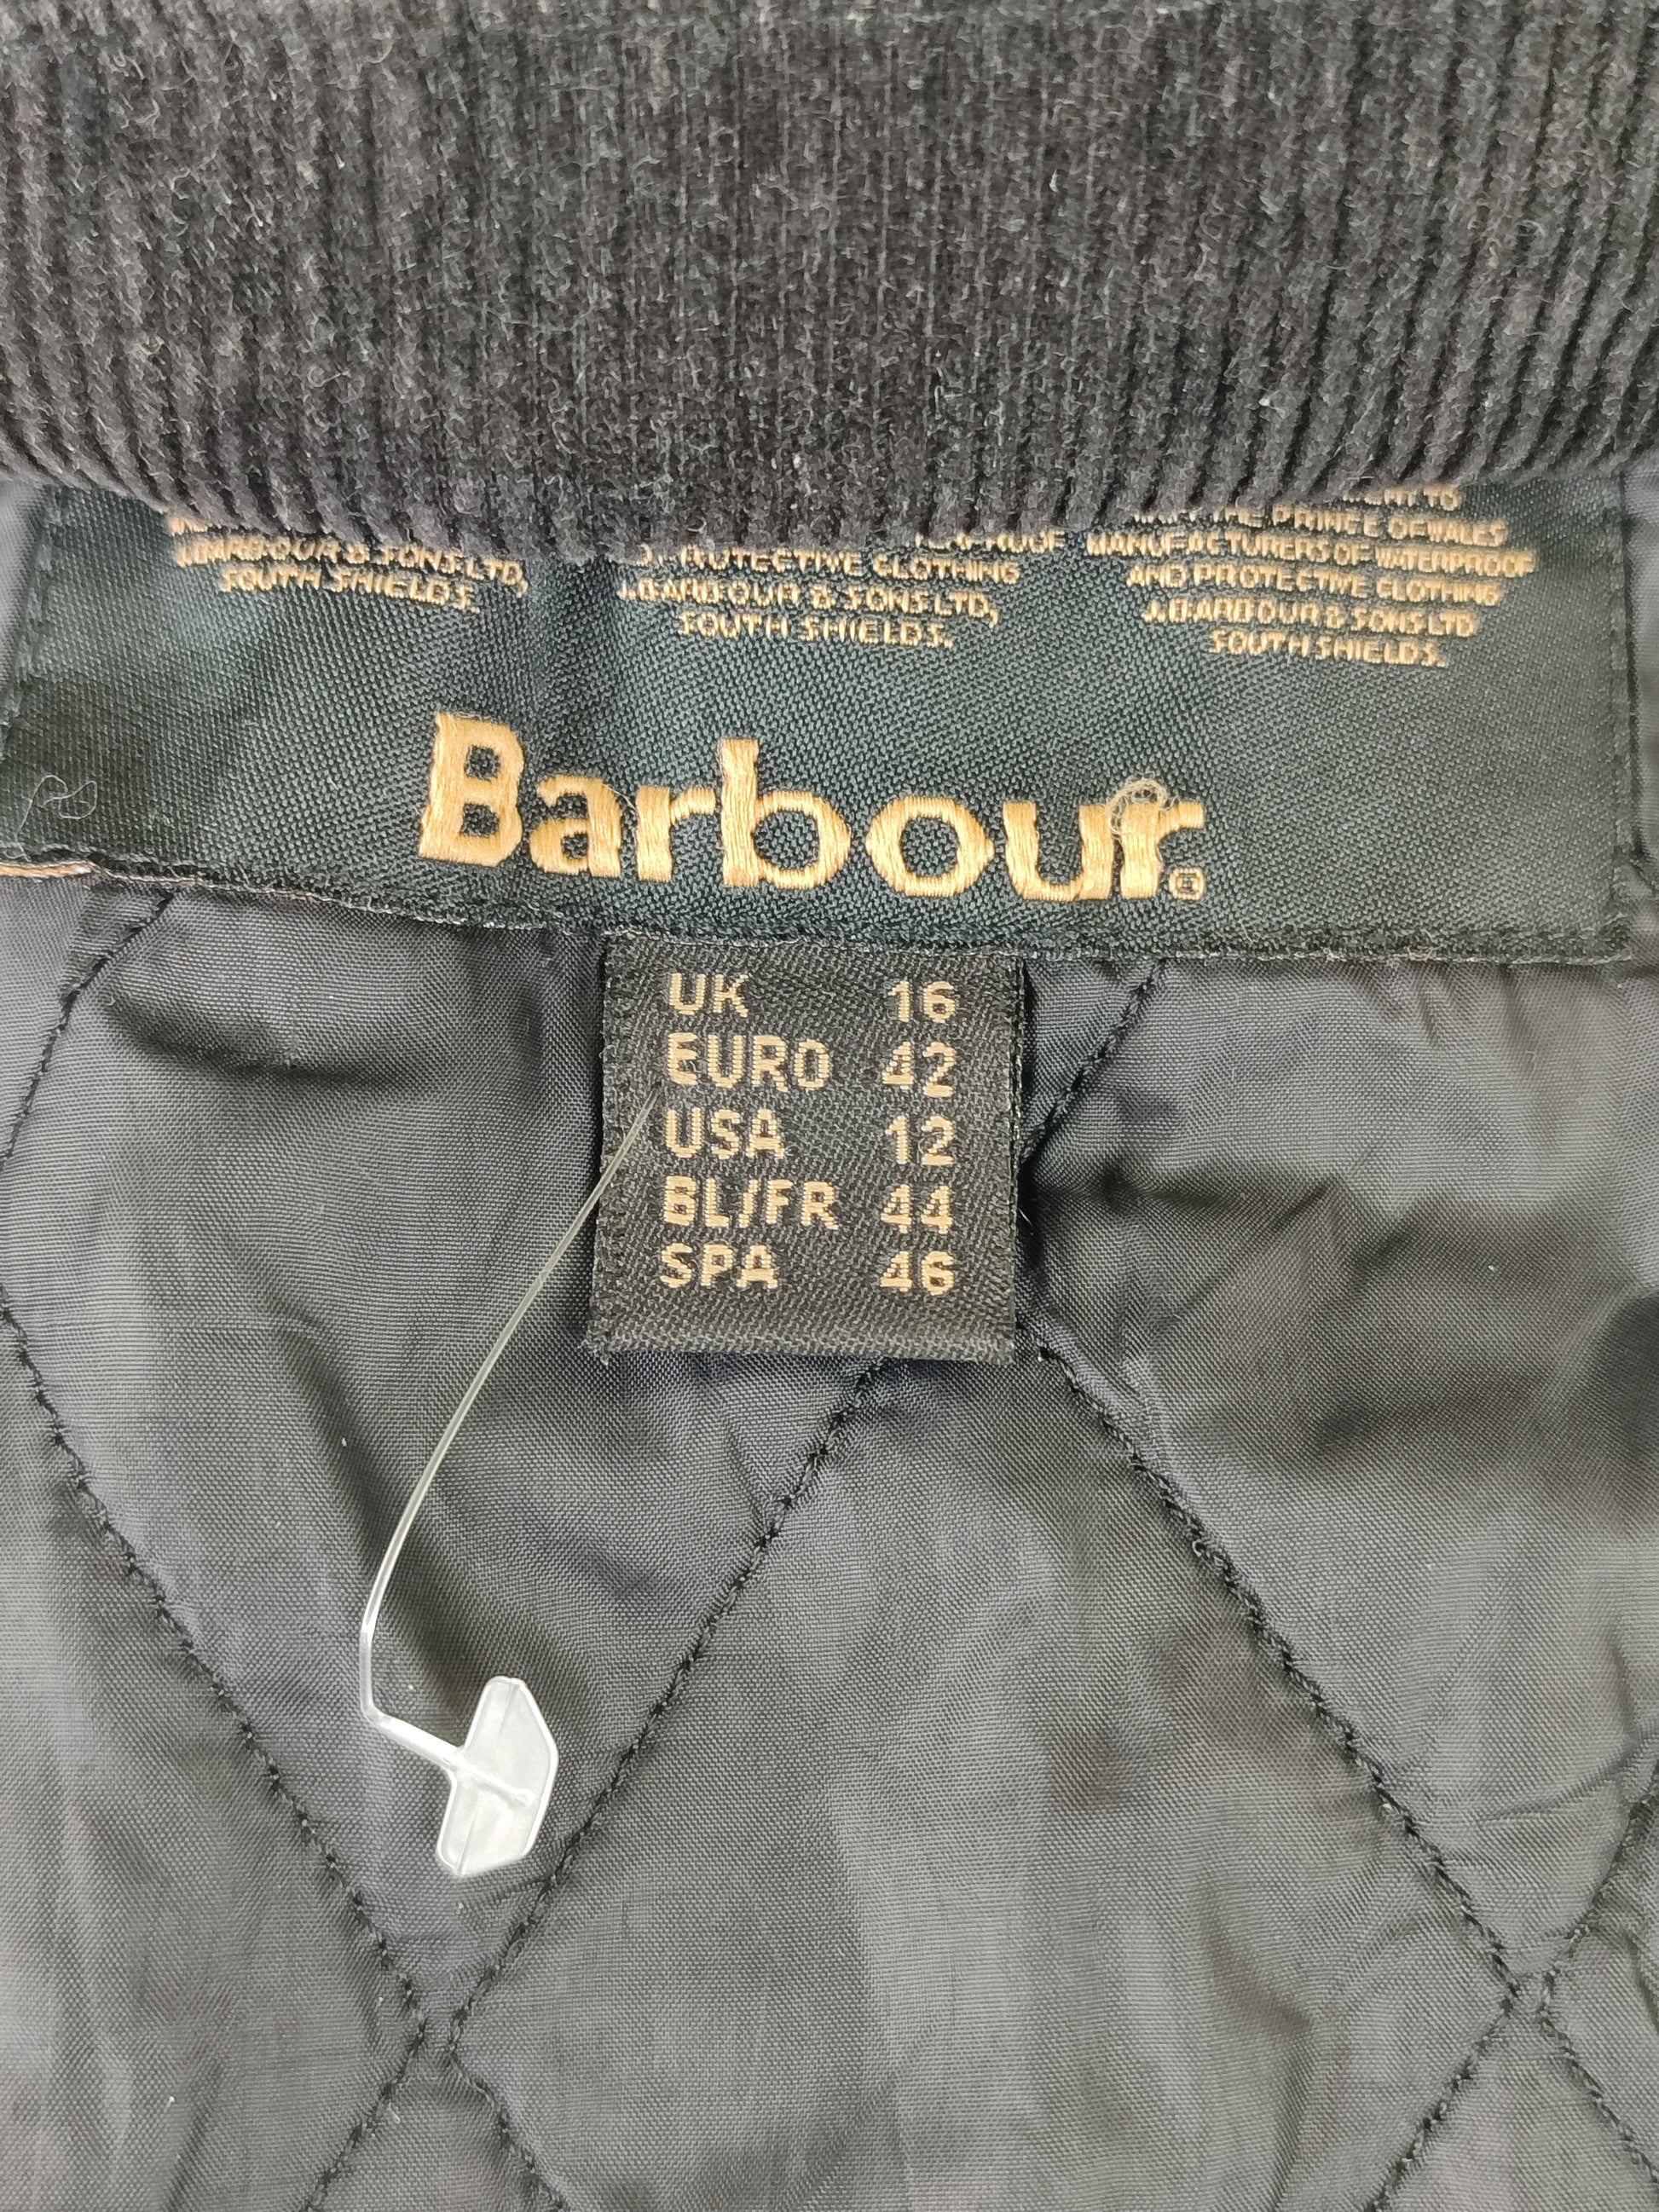 J.BARBOUR & SONS LTD,
SOUTH SHIELDS.
PROTECTIVE CLOTHING
J.BARBOUR & SONS LTD,
SOUTH SHIELDS.
TO
THE PRINCE OF WALES
MANUFACTURERS OF WATERPROOF
AND PROTECTIVE CLOTHING
J.BARBOUR & SONS LTD
SOUTH SHIELDS.
Barbour®
UK 16
EURO 42
USA 12
BL/FR 44
SPA 46